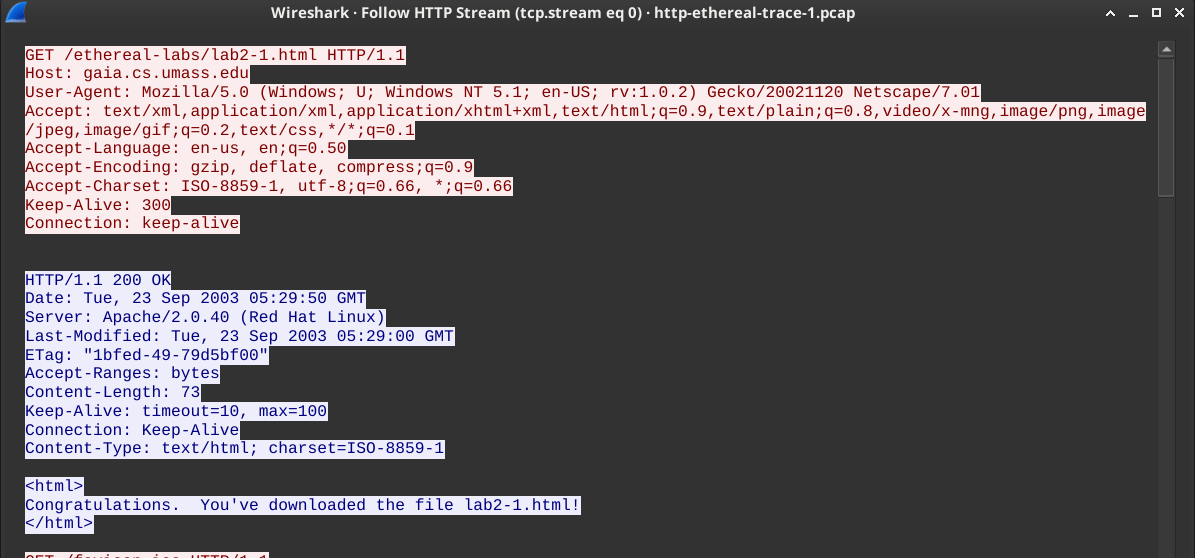 Wireshark · Follow HTTP Stream (tcp.stream eq 0) · http-ethereal-trace-1.pcap
GET /ethereal-labs/lab2-1.html HTTP/1.1
Host: gaia.cs.umass.edu
User-Agent: Mozilla/5.0 (Windows; U; Windows NT 5.1; en-US; rv:1.0.2) Gecko/20021120 Netscape/7.01
Accept: text/xml,application/xml,application/xhtml+xml,text/html;q=0.9,text/plain;q=0.8,video/x-mng,image/png,image
/jpeg,image/gif;q=0.2,text/css,*/*;q=0.1
Accept-Language: en-us, en;q=0.50
Accept-Encoding: gzip, deflate, compress;q=0.9
Accept-Charset: ISO-8859-1, utf-8;q=0.66, *;q=0.66
Keep-Alive: 300
Connection: keep-alive
HTTP/1.1 200 OK
Date: Tue, 23 Sep 2003 05:29:50 GMT
Server: Apache/2.0.40 (Red Hat Linux)
Last-Modified: Tue, 23 Sep 2003 05:29:00 GMT
ETag: "1bfed-49-79d5bf00"
Accept-Ranges: bytes
Content-Length: 73
Keep-Alive: timeout=10, max=100
Connection: Keep-Alive
Content-Type: text/html; charset=ISO-8859-1
<html>
Congratulations.  You've downloaded the file lab2-1.html!
</html>
GET /favicon.ico HTTP/1.1